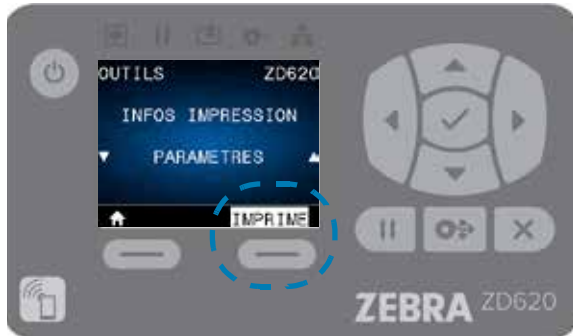 OUTILS ZD620
INFOS IMPRESSION
PARAMETRES
IMPRIME
ZEBRA ZD620